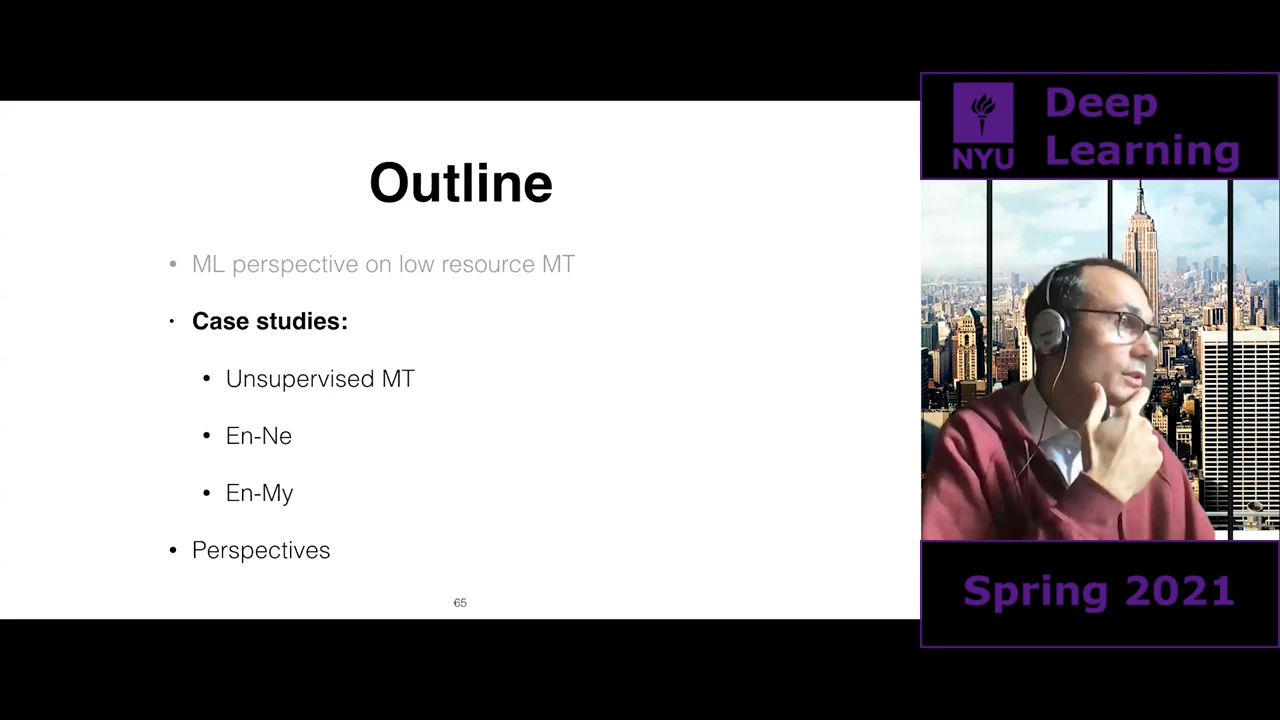 Outline
• ML perspective on low resource MT
• Case studies:
• Unsupervised MT
• En-Ne
• En-My
• Perspectives
65
NYU
Deep
Learning
Spring 2021